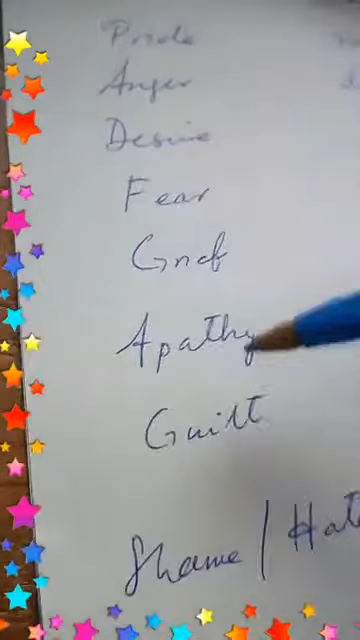 Pride
Anger
Desire
Fear
Grief
Apathy
Guilt
Shame / Hate